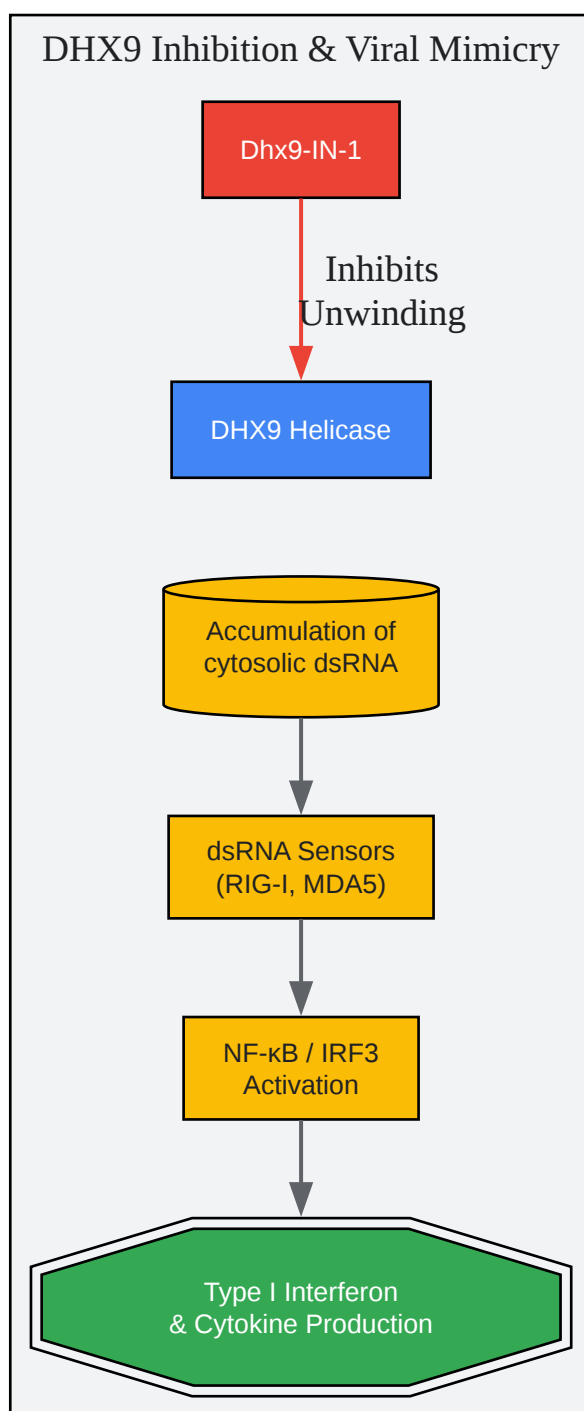 DHX9 Inhibition & Viral Mimicry
Dhx9-IN-1
Inhibits
Unwinding
DHX9 Helicase
Accumulation of
cytosolic dsRNA
dsRNA Sensors
(RIG-I, MDA5)
NF-κB / IRF3
Activation
Type I Interferon
& Cytokine Production